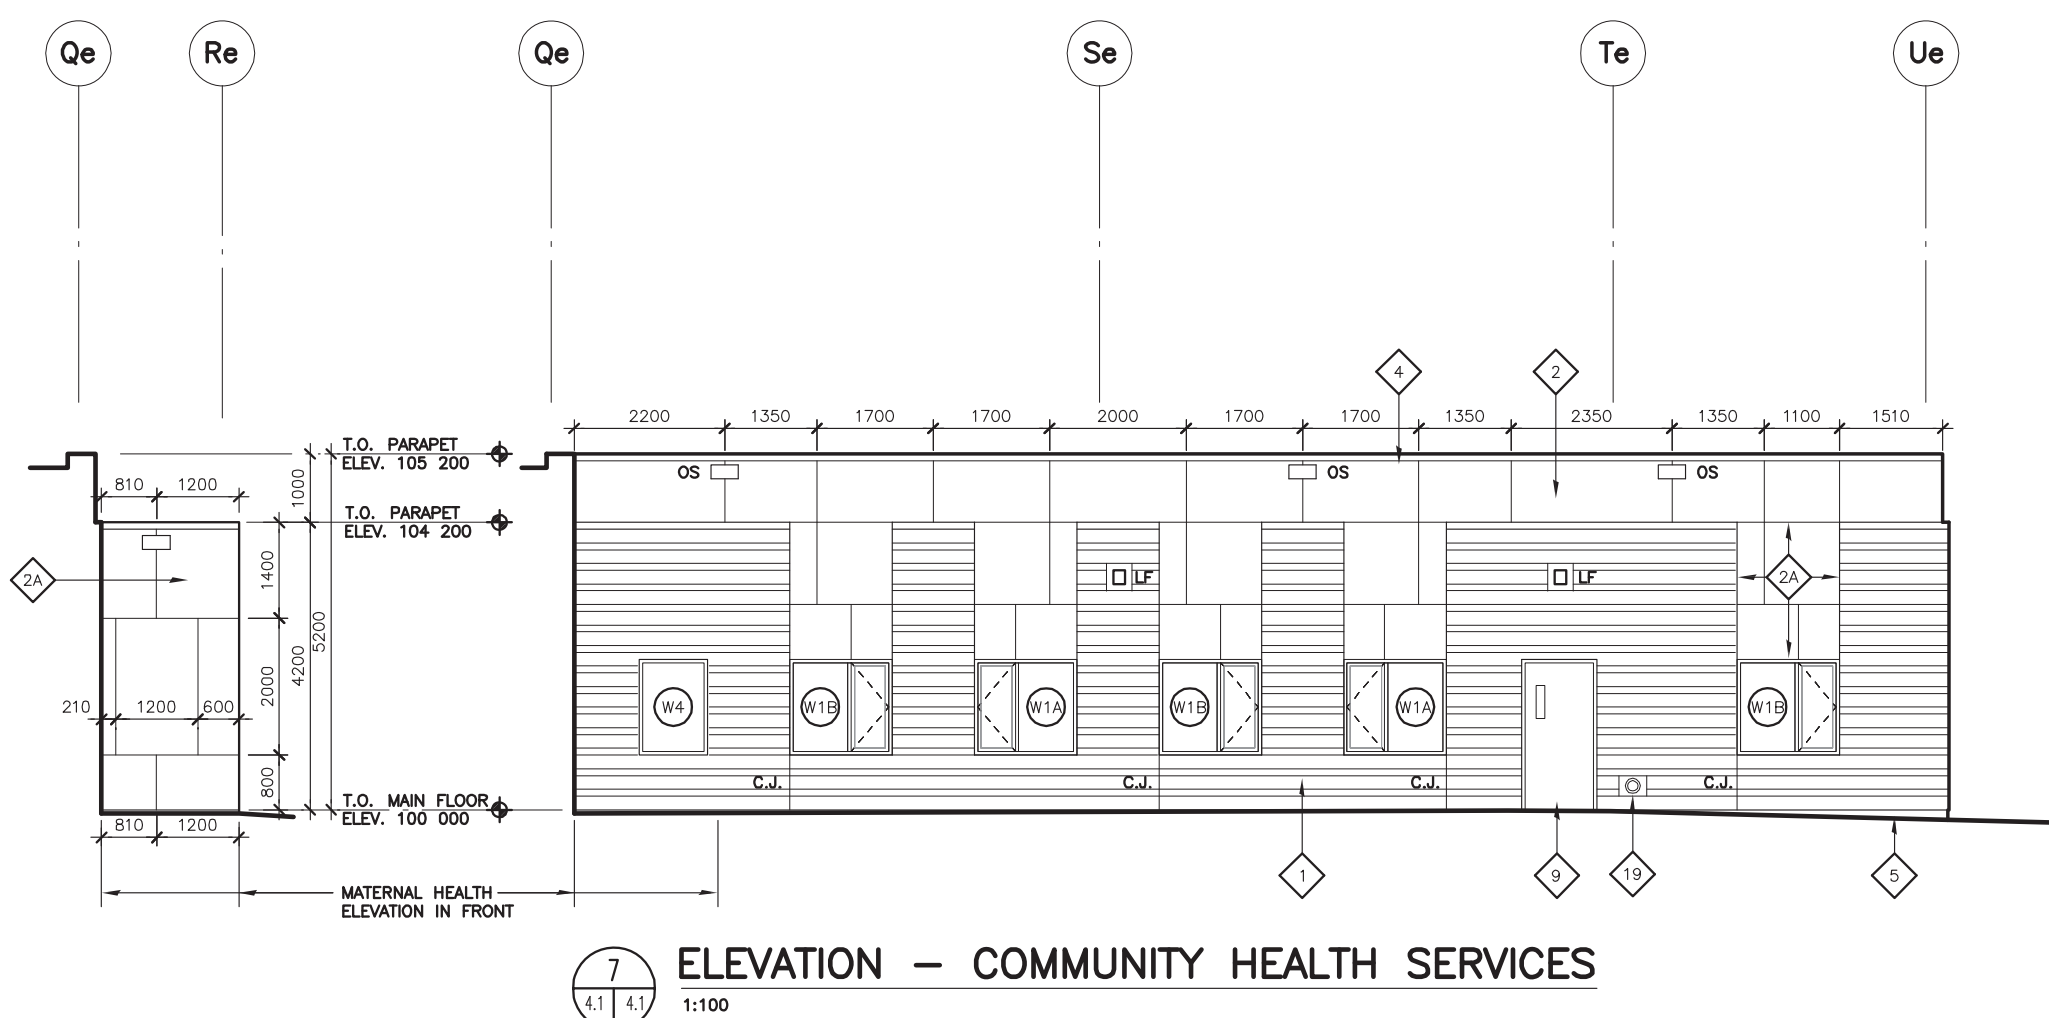 Qe Re Qe Se Te Ue
4 2
2200 1350 1700 1700 2000 1700 1700 1350 2350 1350 1100 1510
T.O. PARAPET
ELEV. 105 200
OS OS OS
810 1200 1000
T.O. PARAPET
ELEV. 104 200
2A 1400 LF LF 2A
5200
4200
2000
210 1200 600 W4 W1B W1A W1B W1A W1B
800 C.J. C.J. C.J. C.J.
T.O. MAIN FLOOR
ELEV. 100 000
810 1200
1 9 19 5
MATERNAL HEALTH
ELEVATION IN FRONT
7 ELEVATION – COMMUNITY HEALTH SERVICES
4.1 4.1 1:100